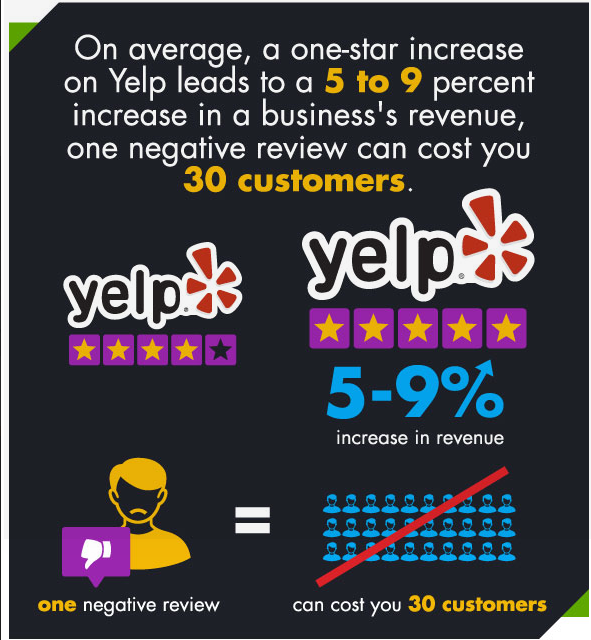 On average, a one-star increase
on Yelp leads to a 5 to 9 percent
increase in a business's revenue,
one negative review can cost you
30 customers.
yelp
yelp®
5-9%
increase in revenue
=
one negative review
can cost you 30 customers